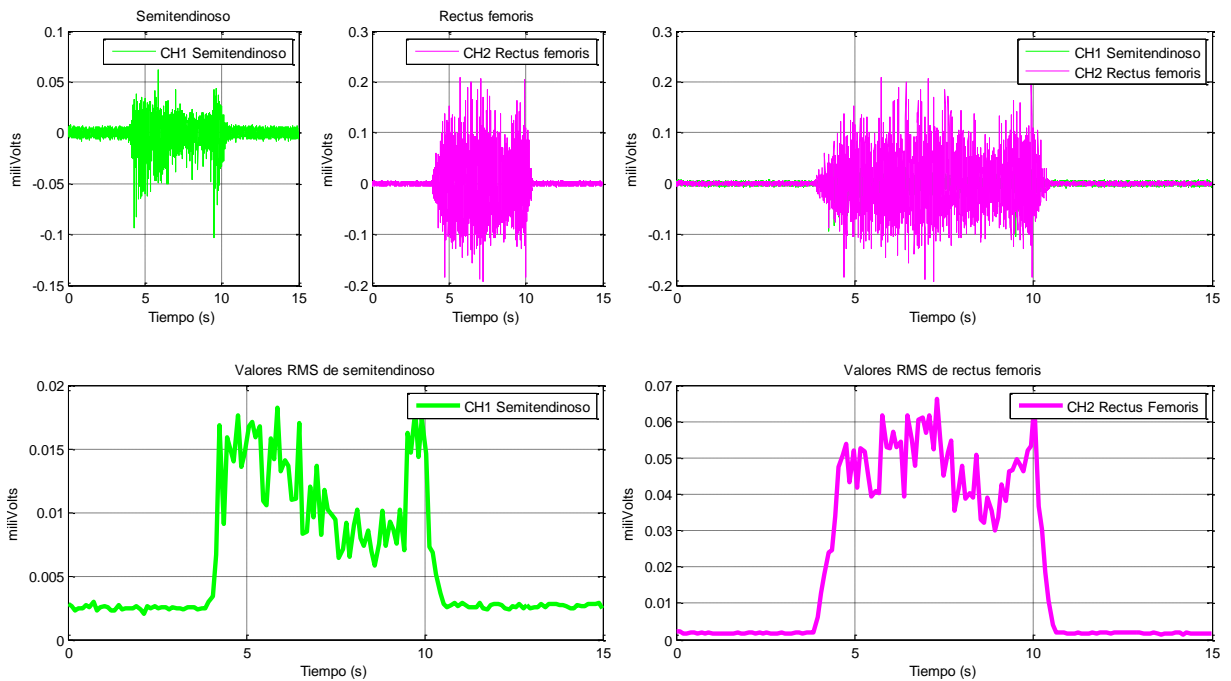 Semitendinoso
0.1
0.05
0
-0.05
-0.1
-0.15
miliVolts
CH1 Semitendinoso
0 5 10 15
Tiempo (s)
Rectus femoris
0.3
0.2
0.1
0
-0.1
-0.2
miliVolts
CH2 Rectus femoris
0 5 10 15
Tiempo (s)
0.3
0.2
0.1
0
-0.1
-0.2
miliVolts
CH1 Semitendinoso
CH2 Rectus femoris
0 5 10 15
Tiempo (s)
Valores RMS de semitendinoso
0.02
0.015
0.01
0.005
0
miliVolts
CH1 Semitendinoso
0 5 10 15
Tiempo (s)
Valores RMS de rectus femoris
0.07
0.06
0.05
0.04
0.03
0.02
0.01
0
miliVolts
CH2 Rectus Femoris
0 5 10 15
Tiempo (s)